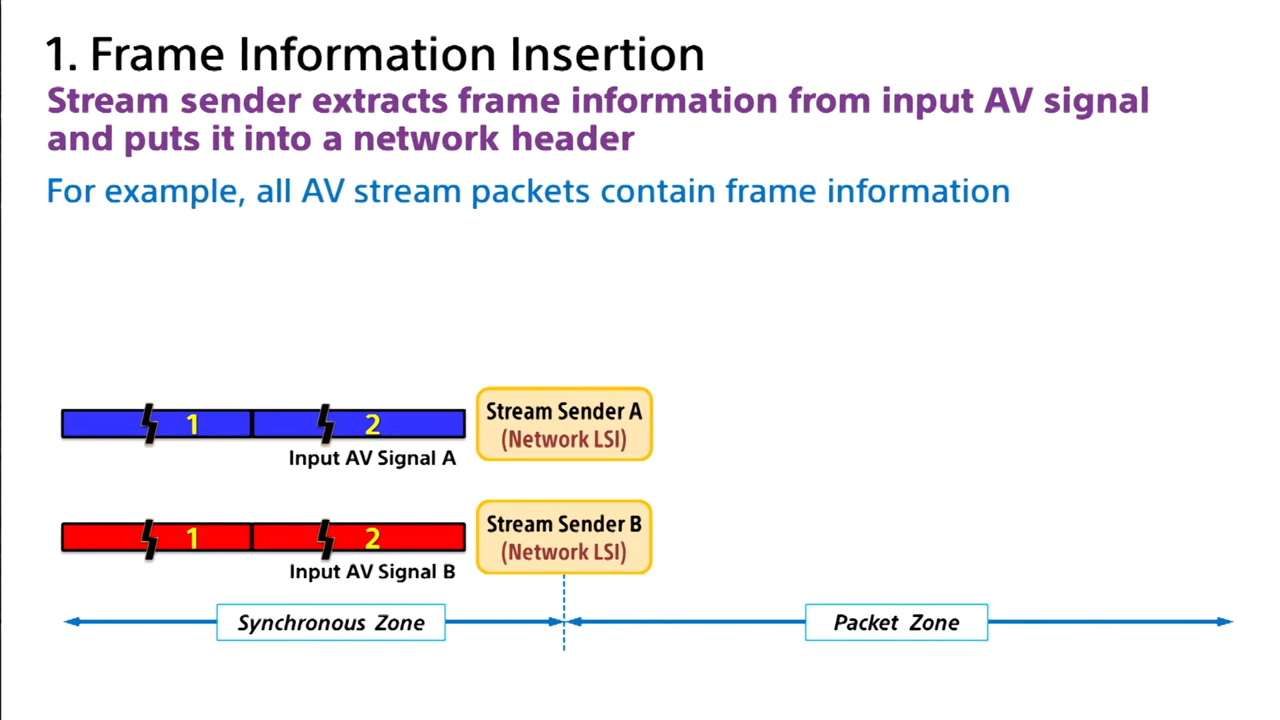 1. Frame Information Insertion
Stream sender extracts frame information from input AV signal
and puts it into a network header
For example, all AV stream packets contain frame information
1 2
Input AV Signal A
Stream Sender A
(Network LSI)
1 2
Input AV Signal B
Stream Sender B
(Network LSI)
Synchronous Zone
Packet Zone